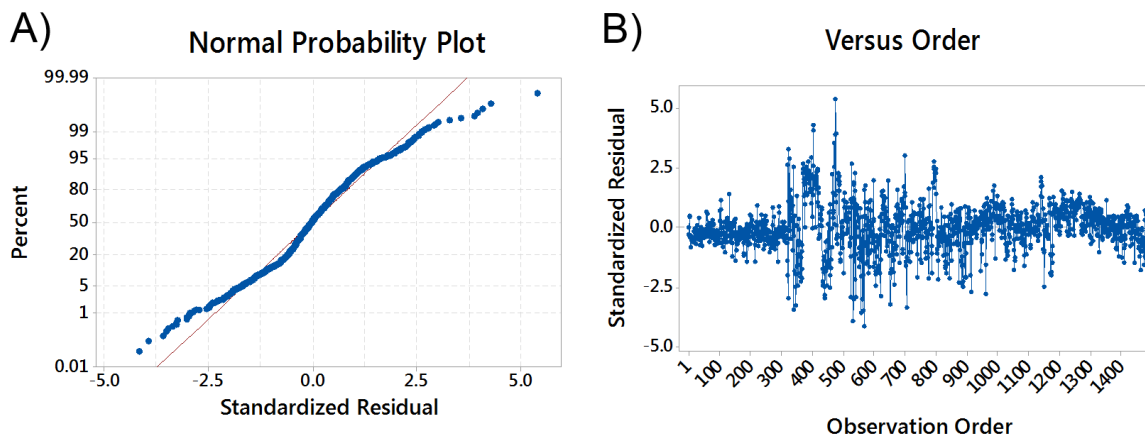 A)
Normal Probability Plot
Percent
99.99
99
95
80
50
20
5
1
0.01
-5.0 -2.5 0.0 2.5 5.0
Standardized Residual
B)
Versus Order
Standardized Residual
5.0
2.5
0.0
-2.5
-5.0
1 100 200 300 400 500 600 700 800 900 1000 1100 1200 1300 1400
Observation Order